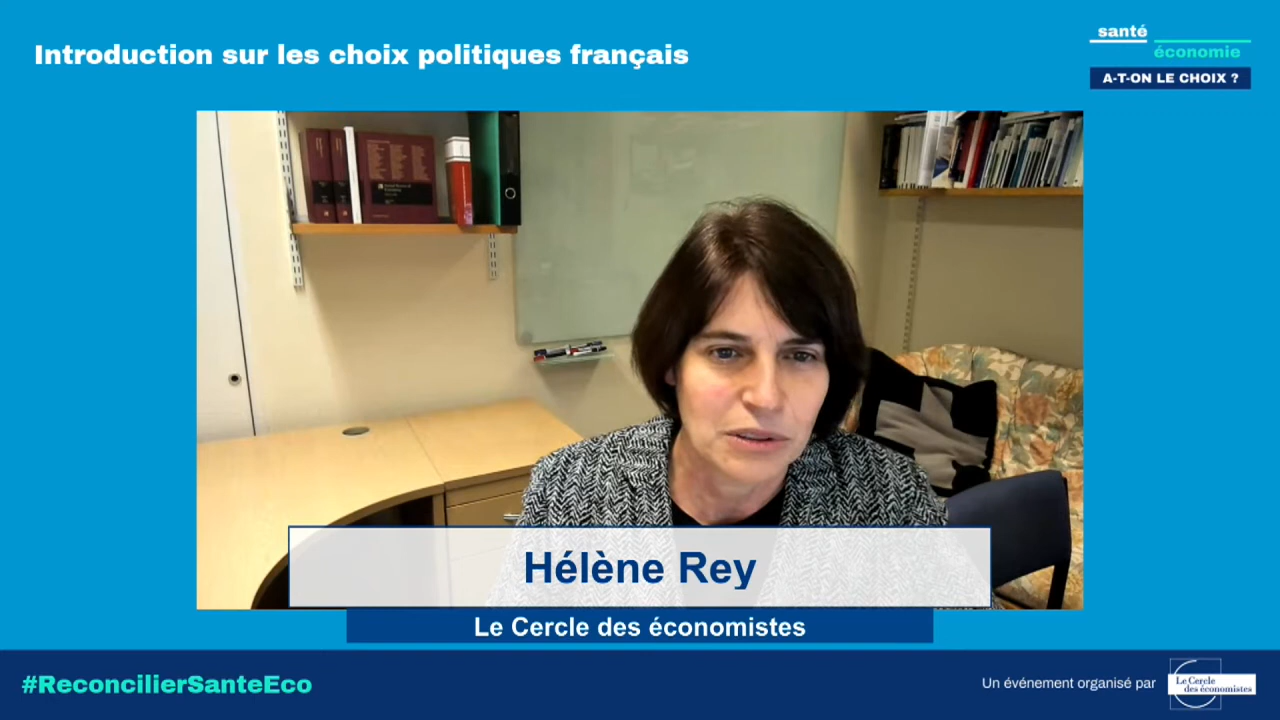 Introduction sur les choix politiques français
santé
économie
A-T-ON LE CHOIX ?
Hélène Rey
Le Cercle des économistes
#ReconcilierSanteEco
Un événement organisé par
Le Cercle
des économistes